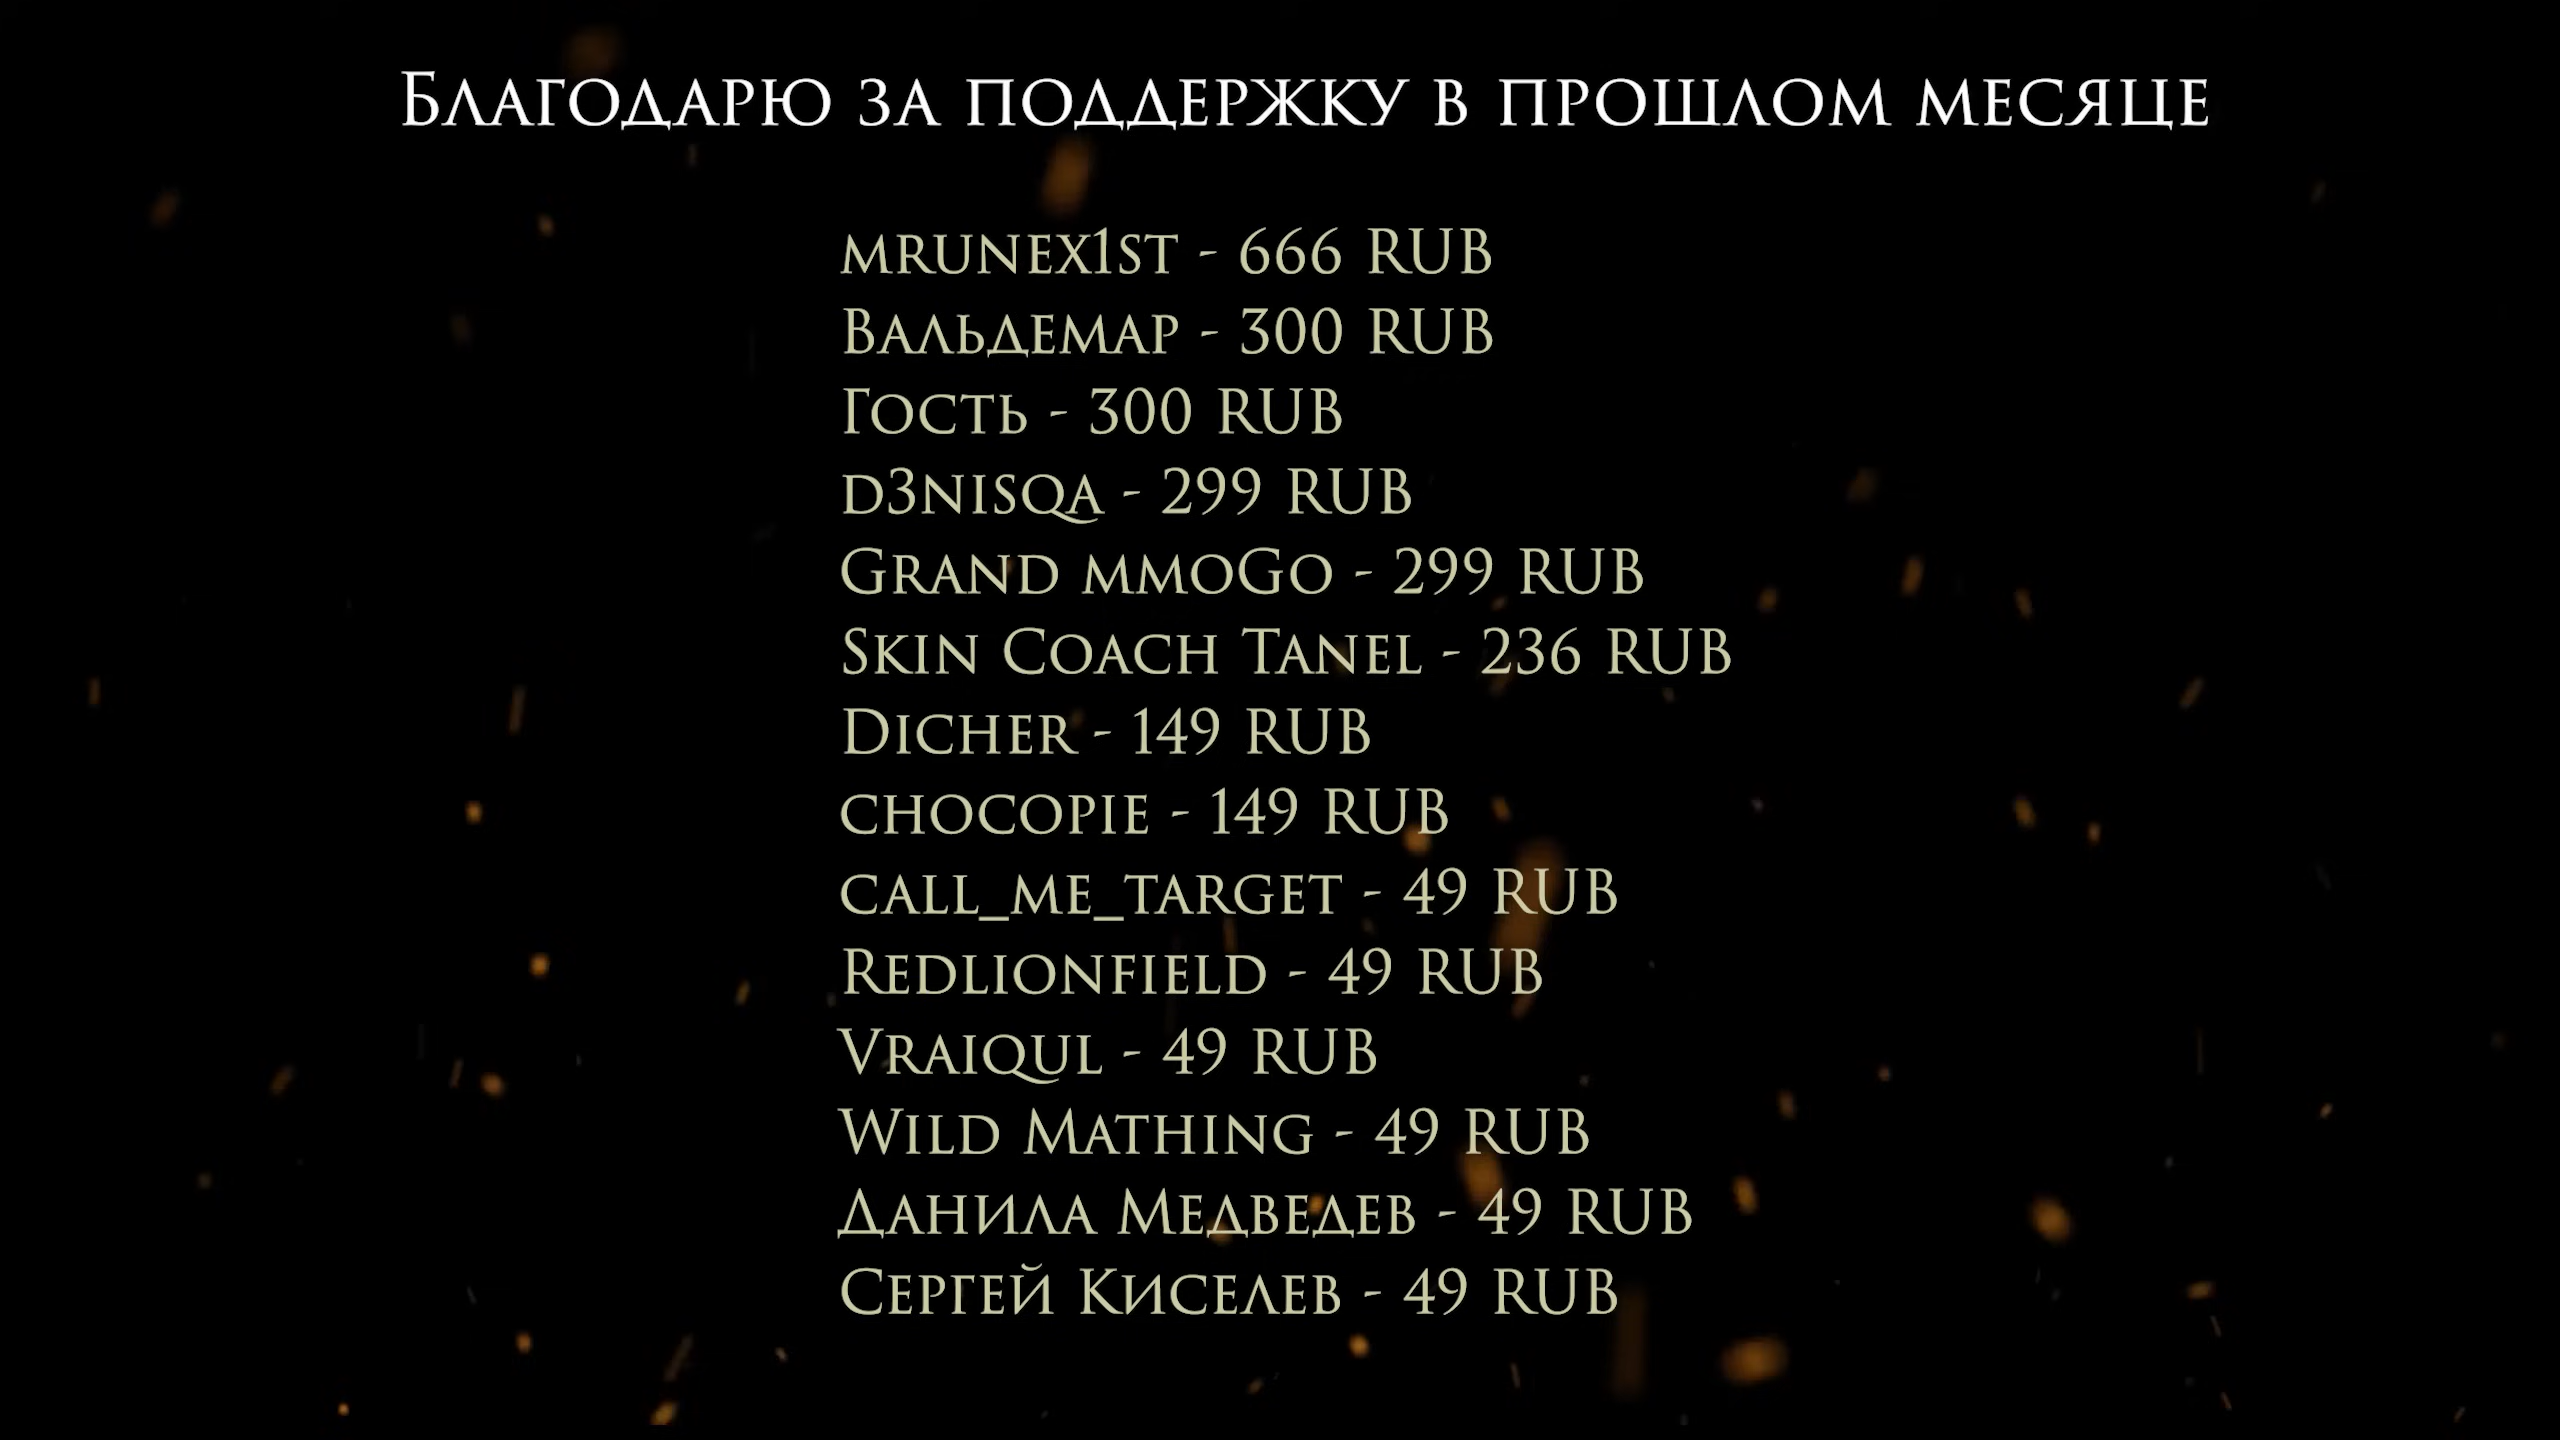 Благодарю за поддержку в прошлом месяце
mrunex1st - 666 RUB
Вальдемар - 300 RUB
Гость - 300 RUB
d3nisqa - 299 RUB
Grand mmoGo - 299 RUB
Skin Coach Tanel - 236 RUB
Dicher - 149 RUB
chocopie - 149 RUB
call_me_target - 49 RUB
Redlionfield - 49 RUB
Vraiqul - 49 RUB
Wild Mathing - 49 RUB
Данила Медведев - 49 RUB
Сергей Киселев - 49 RUB